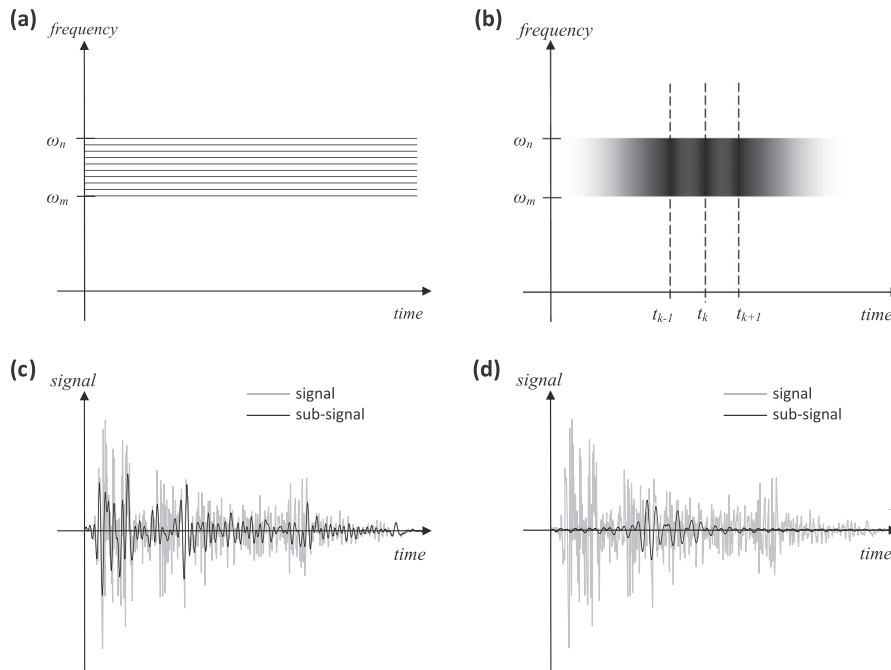 (a)
frequency
ωn
ωm
time
(b)
frequency
ωn
ωm
tk-1 tk tk+1
time
(c)
signal
signal
sub-signal
time
(d)
signal
signal
sub-signal
time